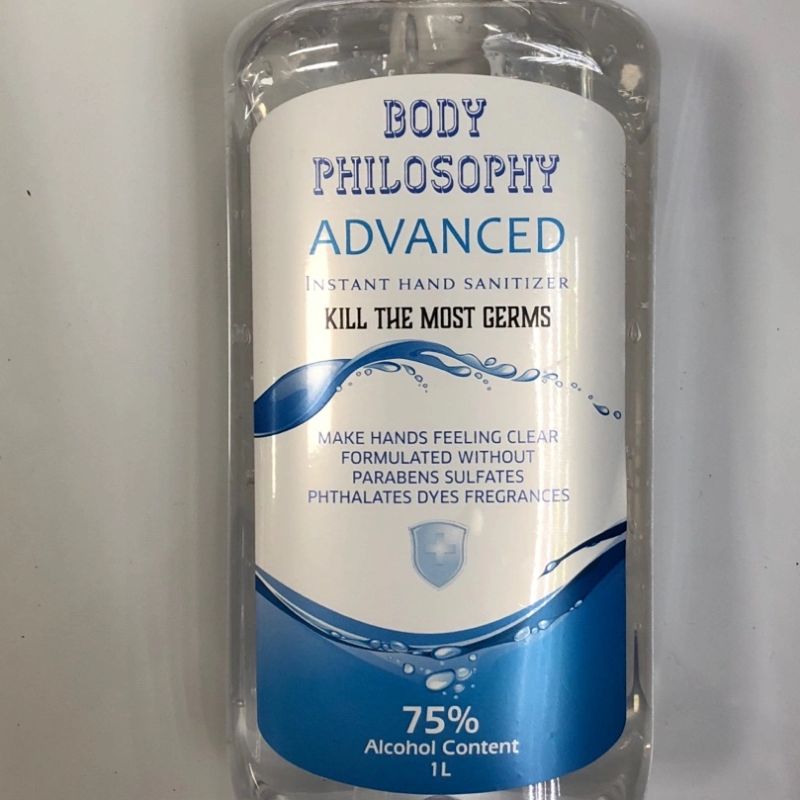 BODY
PHILOSOPHY
ADVANCED
INSTANT HAND SANITIZER
KILL THE MOST GERMS
MAKE HANDS FEELING CLEAR
FORMULATED WITHOUT
PARABENS SULFATES
PHTHALATES DYES FREGRANCES
75%
Alcohol Content
1L